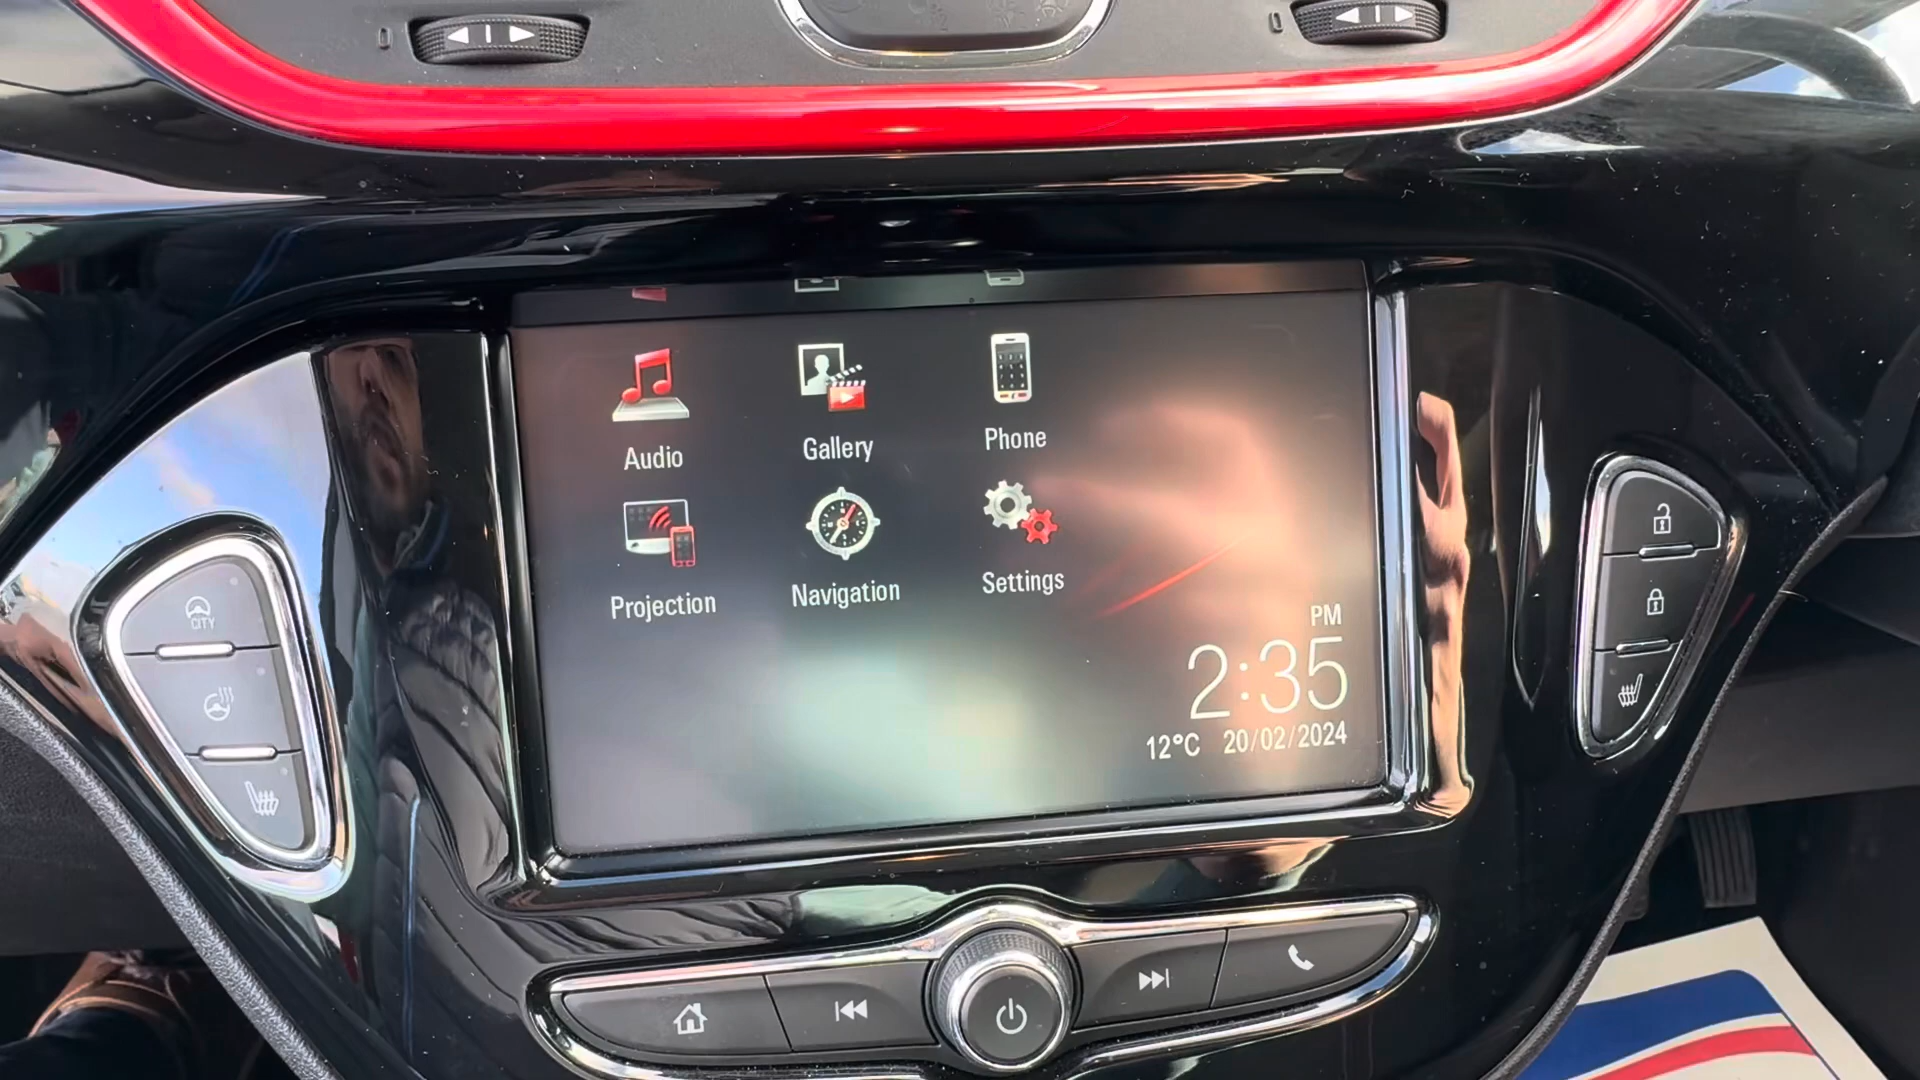 Audio
Gallery
Phone
Projection
Navigation
Settings
PM
2:35
12°C 20/02/2024
CITY